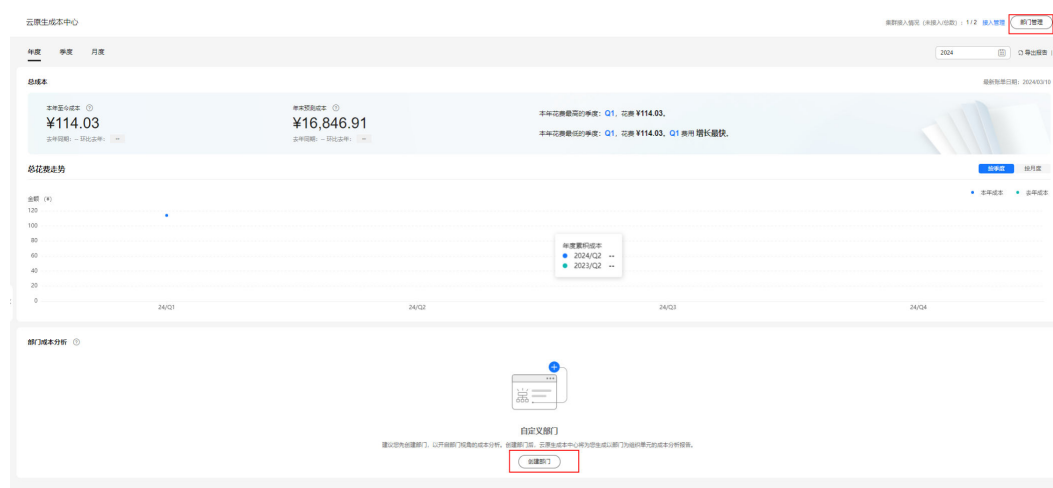 云原生成本中心
集群接入情况（未接入/总数）：1/2 接入管理 部门管理
年度 季度 月度
2024 导出报告
总成本
最新账单日期：2024/03/10
本年至今成本
¥114.03
去年同期：-- 环比去年： --
年末预测成本
¥16,846.91
去年同期：-- 环比去年： --
本年花费最高的季度：Q1，花费 ¥114.03。
本年花费最低的季度：Q1，花费 ¥114.03，Q1 费用 增长最快。
总花费走势
按季度 按月度
本年成本 去年成本
金额（¥）
120
100
80
60
40
20
0
年度累积成本
2024/Q2 --
2023/Q2 --
24/Q1 24/Q2 24/Q3 24/Q4
部门成本分析
自定义部门
建议您先创建部门，以开启部门视角的成本分析。创建部门后，云原生成本中心将为您生成以部门为组织单元的成本分析报告。
创建部门